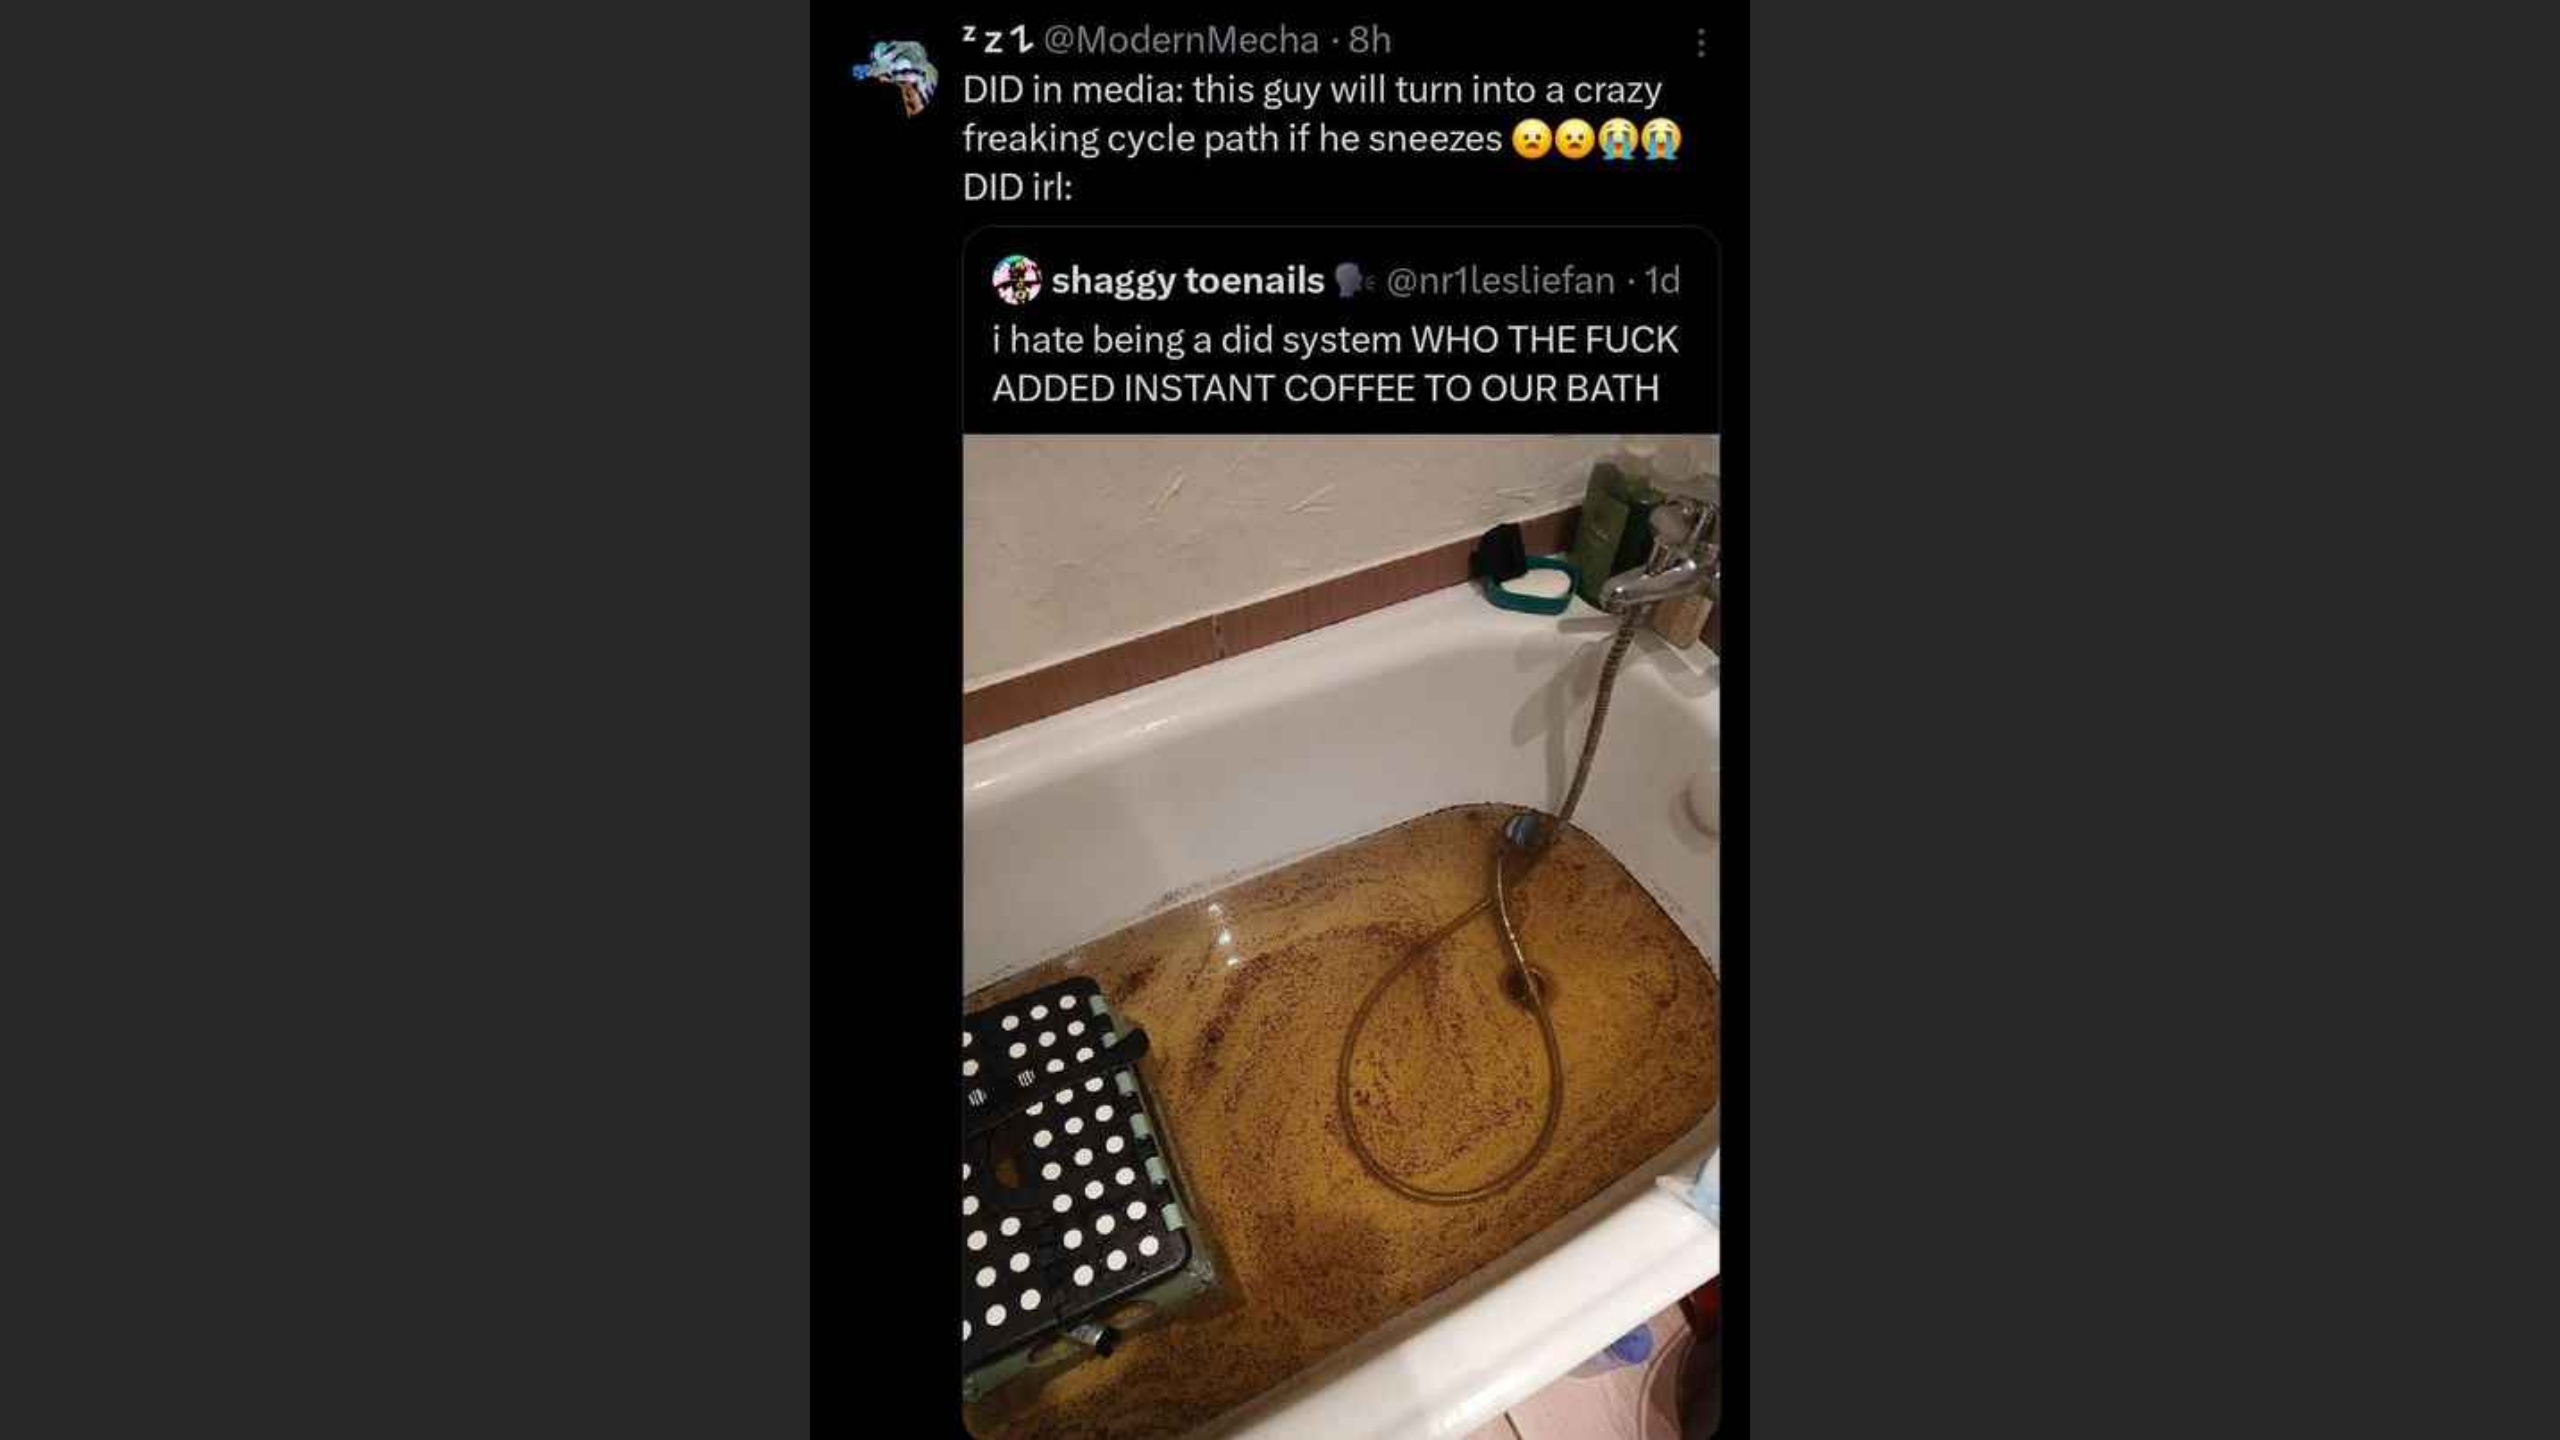 ᶻ z 𐰁 @ModernMecha · 8h
DID in media: this guy will turn into a crazy
freaking cycle path if he sneezes 😦😦😭😭
DID irl:
shaggy toenails 🗣 @nr1lesliefan · 1d
i hate being a did system WHO THE FUCK
ADDED INSTANT COFFEE TO OUR BATH